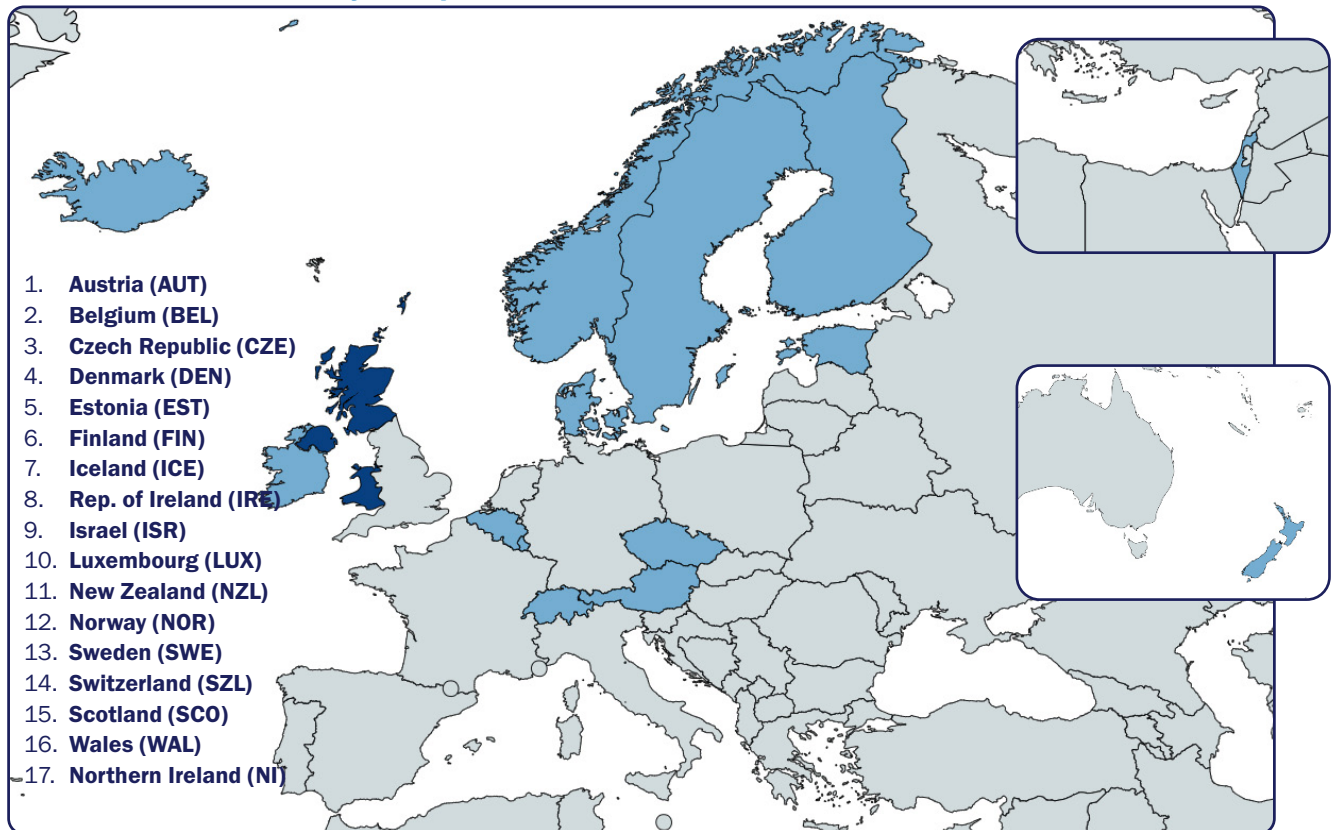 1. Austria (AUT)
2. Belgium (BEL)
3. Czech Republic (CZE)
4. Denmark (DEN)
5. Estonia (EST)
6. Finland (FIN)
7. Iceland (ICE)
8. Rep. of Ireland (IRE)
9. Israel (ISR)
10. Luxembourg (LUX)
11. New Zealand (NZL)
12. Norway (NOR)
13. Sweden (SWE)
14. Switzerland (SZL)
15. Scotland (SCO)
16. Wales (WAL)
17. Northern Ireland (NI)